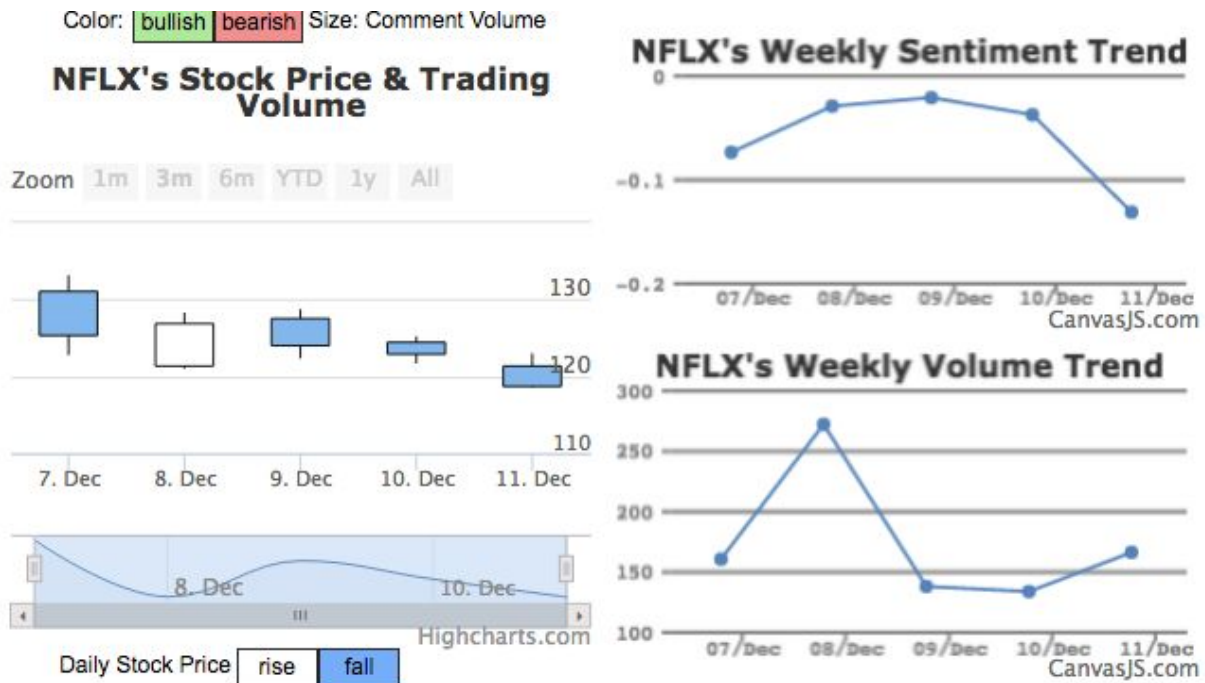 Color: bullish bearish Size: Comment Volume
NFLX's Stock Price & Trading
Volume
Zoom 1m 3m 6m YTD 1y All
130
120
110
7. Dec 8. Dec 9. Dec 10. Dec 11. Dec
8. Dec 10. Dec
Highcharts.com
Daily Stock Price rise fall
NFLX's Weekly Sentiment Trend
0
-0.1
-0.2
07/Dec 08/Dec 09/Dec 10/Dec 11/Dec
CanvasJS.com
NFLX's Weekly Volume Trend
300
250
200
150
100
07/Dec 08/Dec 09/Dec 10/Dec 11/Dec
CanvasJS.com